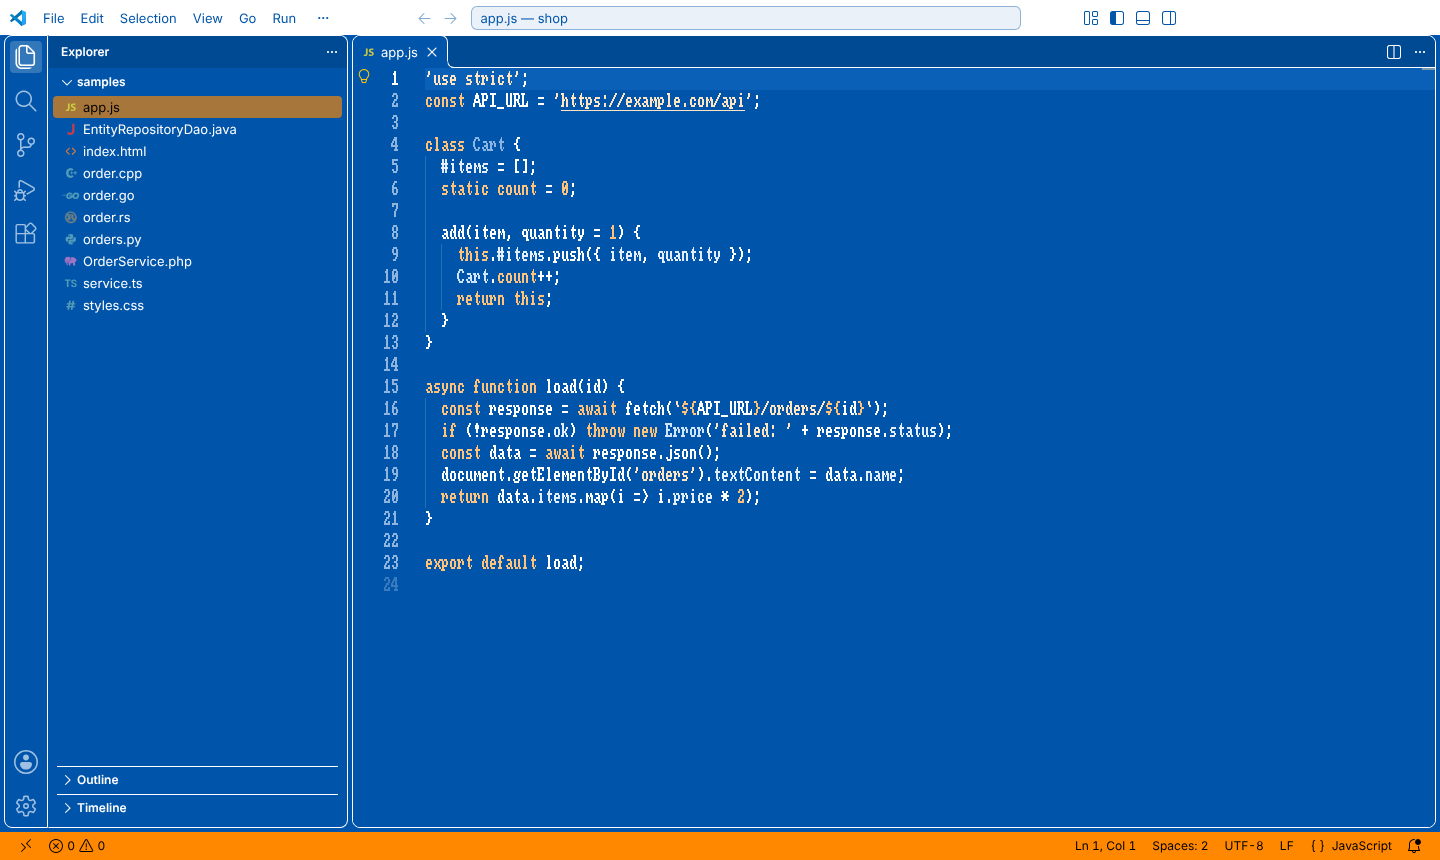 File Edit Selection View Go Run ···
app.js — shop
Explorer
samples
JS app.js
J EntityRepositoryDao.java
<> index.html
order.cpp
GO order.go
order.rs
orders.py
OrderService.php
TS service.ts
# styles.css
Outline
Timeline
JS app.js
1 'use strict';
2 const API_URL = 'https://example.com/api';
3
4 class Cart {
5 #items = [];
6 static count = 0;
7
8 add(item, quantity = 1) {
9 this.#items.push({ item, quantity });
10 Cart.count++;
11 return this;
12 }
13 }
14
15 async function load(id) {
16 const response = await fetch(`${API_URL}/orders/${id}`);
17 if (!response.ok) throw new Error('failed: ' + response.status);
18 const data = await response.json();
19 document.getElementById('orders').textContent = data.name;
20 return data.items.map(i => i.price * 2);
21 }
22
23 export default load;
24
0 0
Ln 1, Col 1 Spaces: 2 UTF-8 LF { } JavaScript